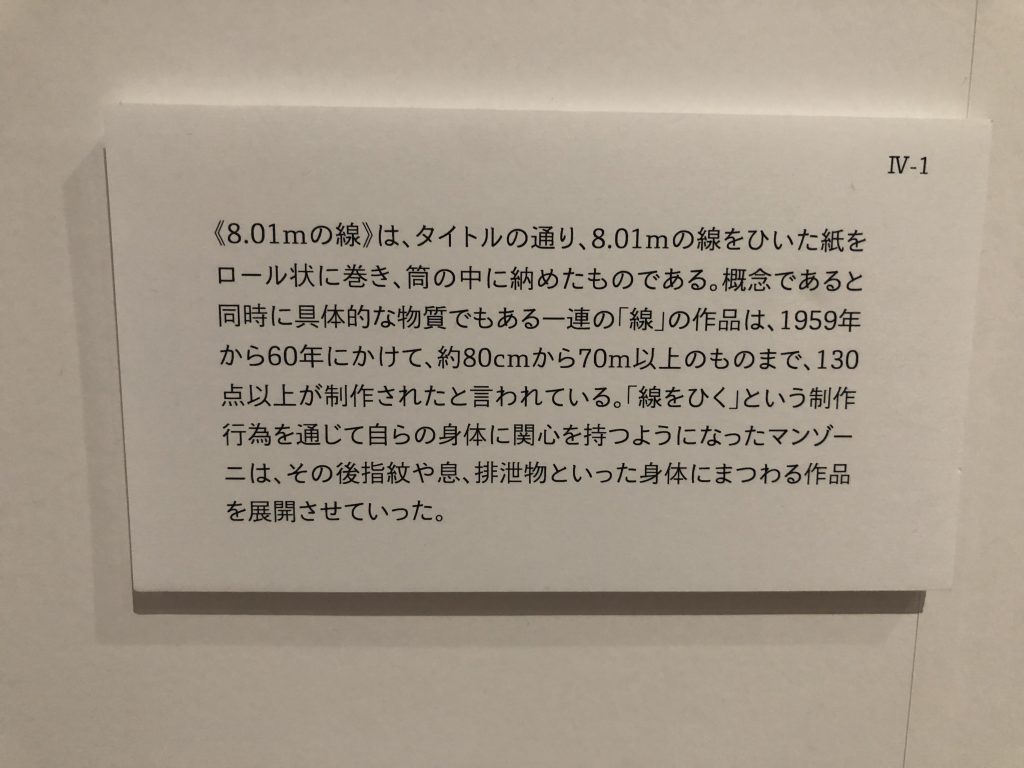 Ⅳ-1
《8.01mの線》は、タイトルの通り、8.01mの線をひいた紙を
ロール状に巻き、筒の中に納めたものである。概念であると
同時に具体的な物質でもある一連の「線」の作品は、1959年
から60年にかけて、約80cmから70m以上のものまで、130
点以上が制作されたと言われている。「線をひく」という制作
行為を通じて自らの身体に関心を持つようになったマンゾー
ニは、その後指紋や息、排泄物といった身体にまつわる作品
を展開させていった。